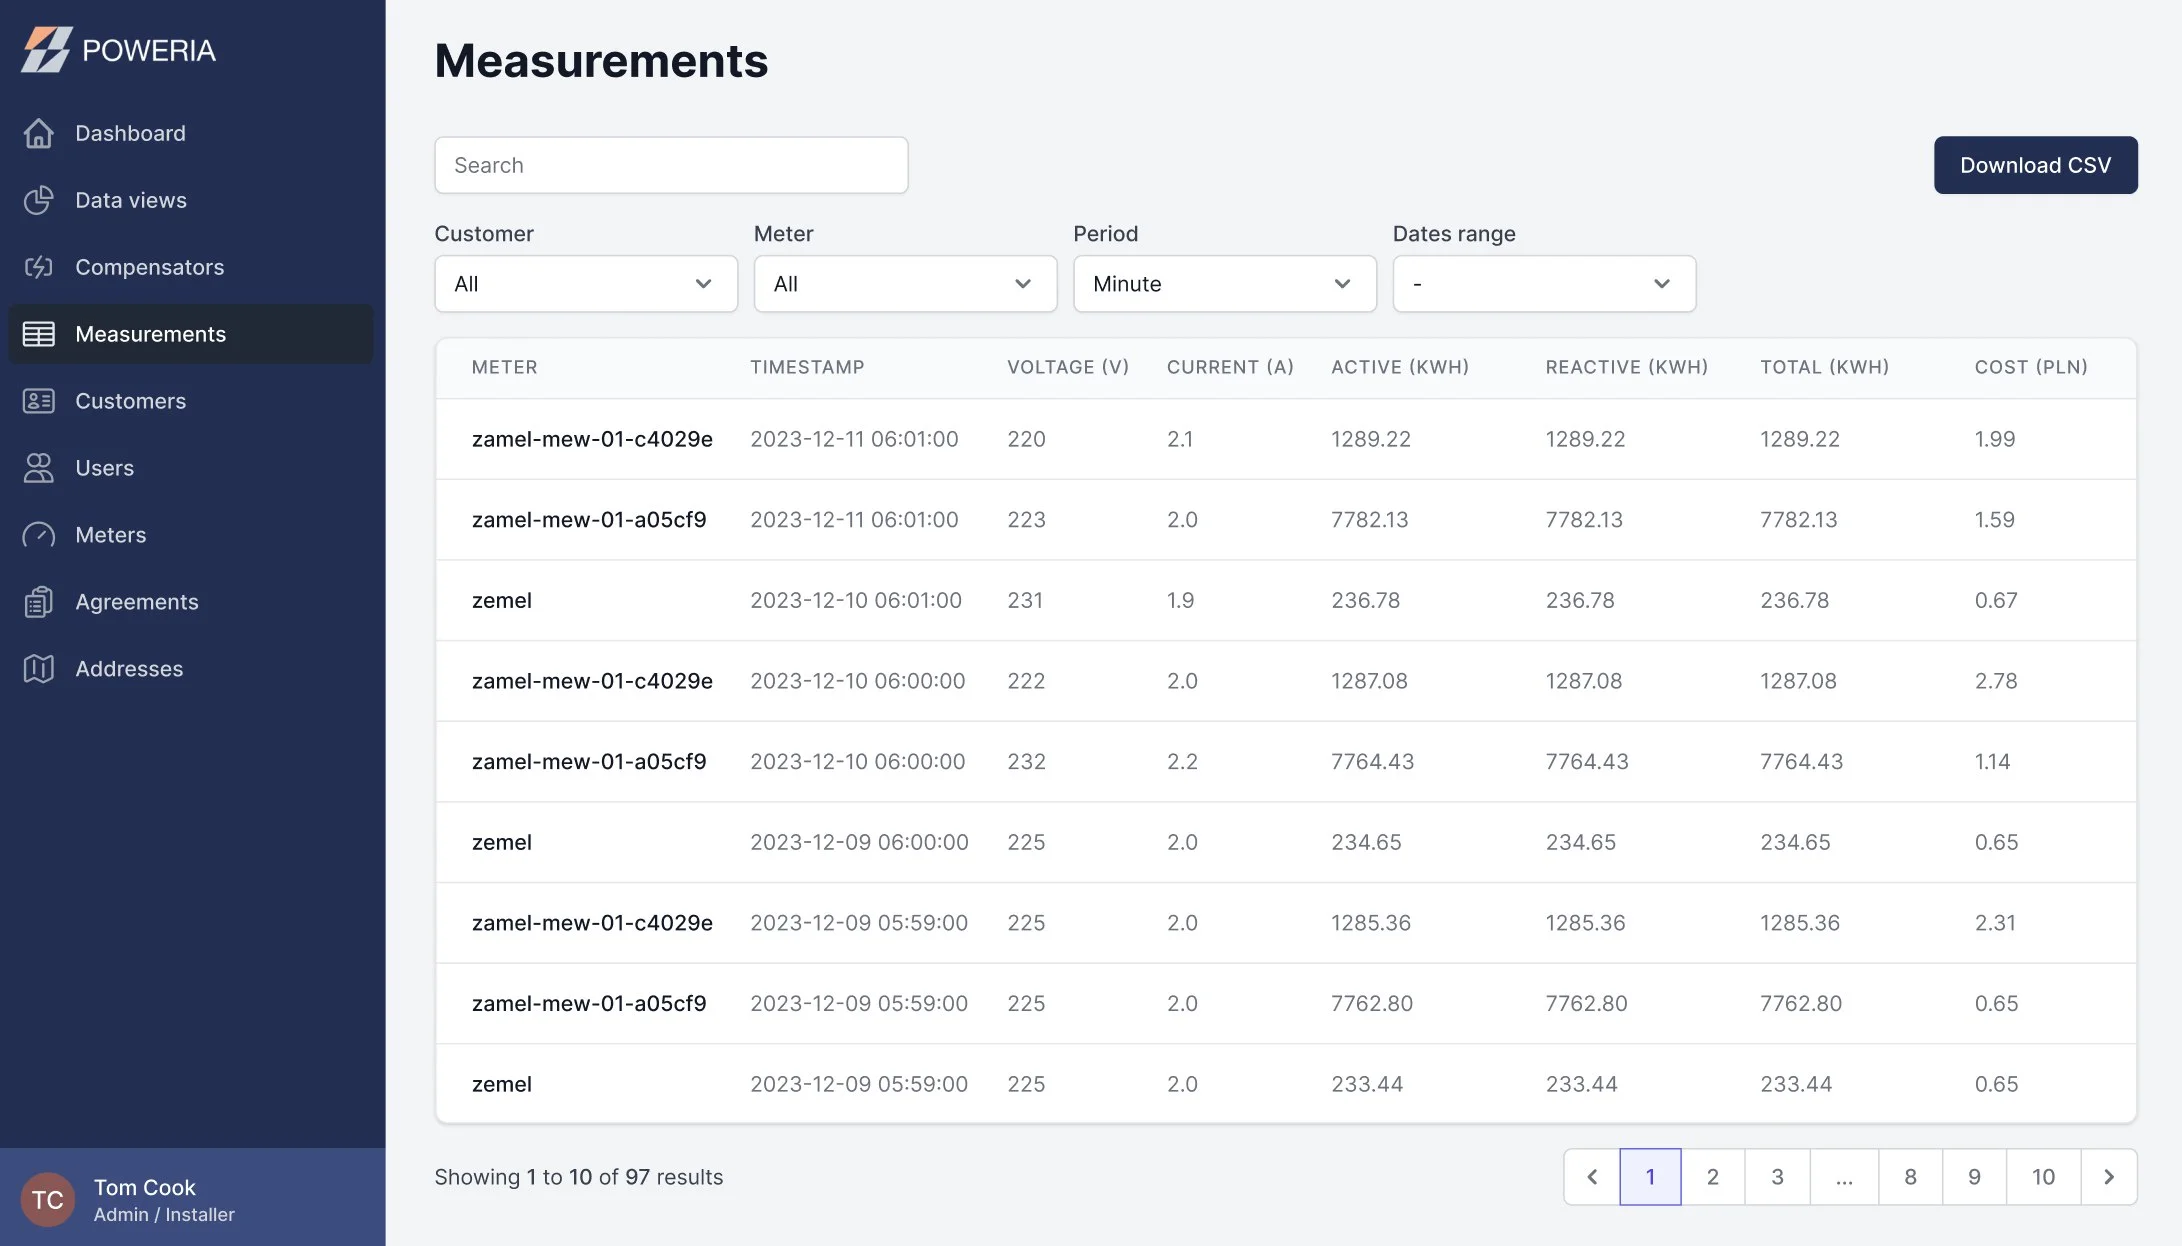 POWERIA
Dashboard
Data views
Compensators
Measurements
Customers
Users
Meters
Agreements
Addresses
TC
Tom Cook
Admin / Installer
Measurements
Search
Download CSV
Customer Meter Period Dates range
All All Minute -
METER TIMESTAMP VOLTAGE (V) CURRENT (A) ACTIVE (KWH) REACTIVE (KWH) TOTAL (KWH) COST (PLN)
zamel-mew-01-c4029e 2023-12-11 06:01:00 220 2.1 1289.22 1289.22 1289.22 1.99
zamel-mew-01-a05cf9 2023-12-11 06:01:00 223 2.0 7782.13 7782.13 7782.13 1.59
zemel 2023-12-10 06:01:00 231 1.9 236.78 236.78 236.78 0.67
zamel-mew-01-c4029e 2023-12-10 06:00:00 222 2.0 1287.08 1287.08 1287.08 2.78
zamel-mew-01-a05cf9 2023-12-10 06:00:00 232 2.2 7764.43 7764.43 7764.43 1.14
zemel 2023-12-09 06:00:00 225 2.0 234.65 234.65 234.65 0.65
zamel-mew-01-c4029e 2023-12-09 05:59:00 225 2.0 1285.36 1285.36 1285.36 2.31
zamel-mew-01-a05cf9 2023-12-09 05:59:00 225 2.0 7762.80 7762.80 7762.80 0.65
zemel 2023-12-09 05:59:00 225 2.0 233.44 233.44 233.44 0.65
Showing 1 to 10 of 97 results
1 2 3 ... 8 9 10